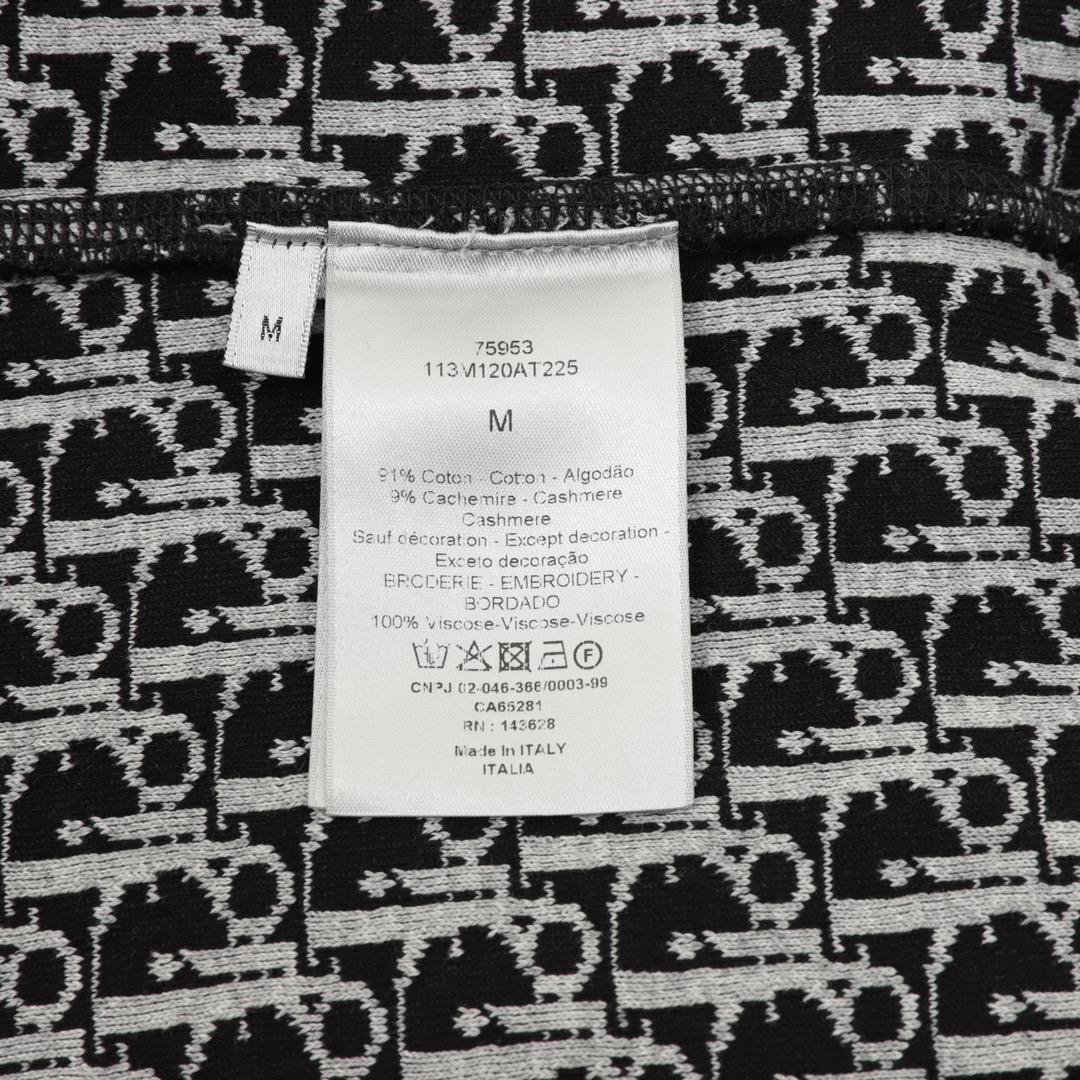 M
75953
113M120AT225
M
91% Coton - Cotton - Algodão
9% Cachemire - Cashmere
Cashmere
Sauf décoration - Except decoration -
Exceto decoração
BRODERIE - EMBROIDERY -
BORDADO
100% Viscose-Viscose-Viscose
F
CNPJ 02-046-366/0003-99
CA65281
RN : 143628
Made In ITALY
ITALIA